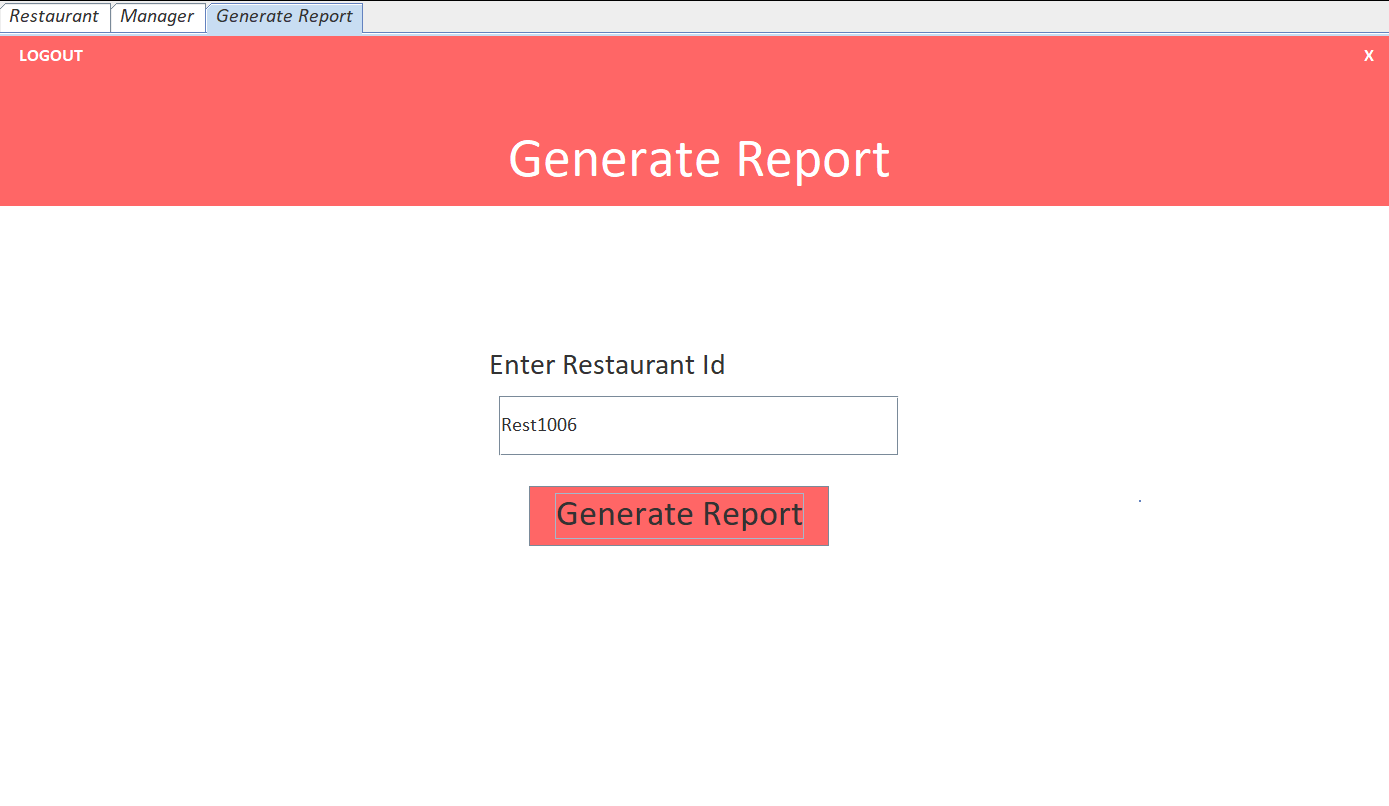 Restaurant Manager Generate Report
LOGOUT X
Generate Report
Enter Restaurant Id
Rest1006
Generate Report